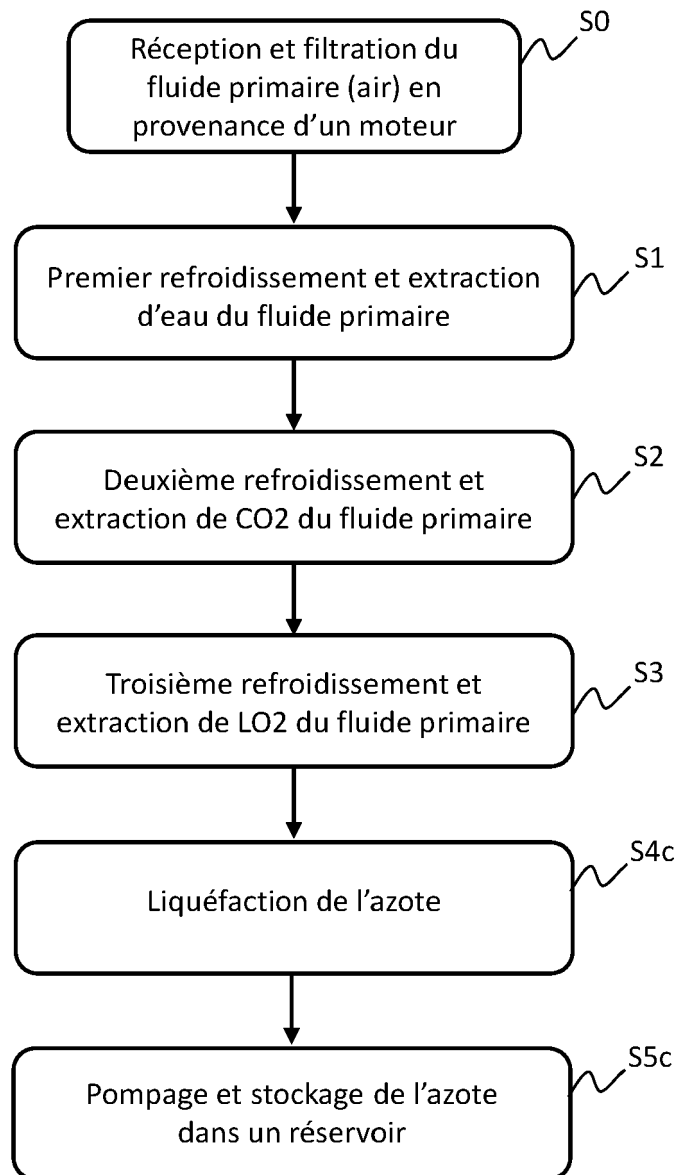 S0
Réception et filtration du
fluide primaire (air) en
provenance d’un moteur
S1
Premier refroidissement et extraction
d’eau du fluide primaire
S2
Deuxième refroidissement et
extraction de CO2 du fluide primaire
S3
Troisième refroidissement et
extraction de LO2 du fluide primaire
S4c
Liquéfaction de l’azote
S5c
Pompage et stockage de l’azote
dans un réservoir